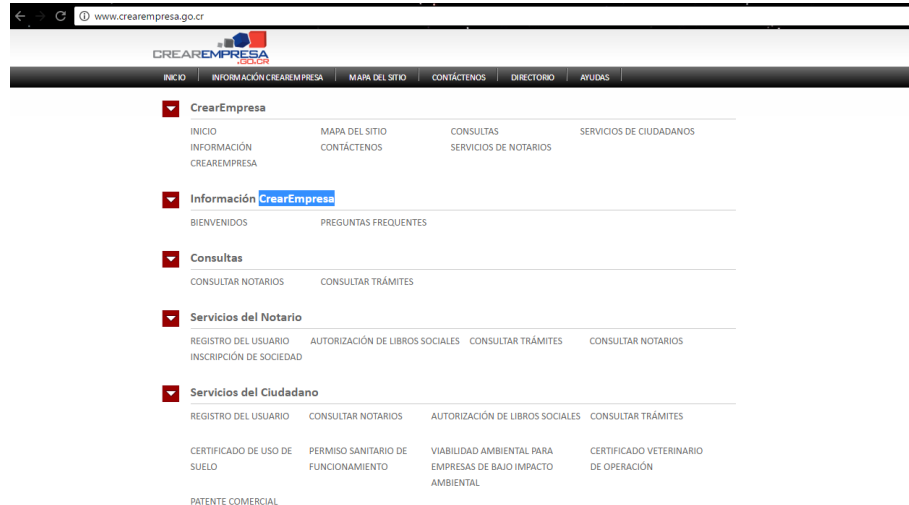 www.crearempresa.go.cr
CREAREMPRESA
.GO.CR
INICIO INFORMACIÓN CREAREMPRESA MAPA DEL SITIO CONTÁCTENOS DIRECTORIO AYUDAS
CrearEmpresa
INICIO MAPA DEL SITIO CONSULTAS SERVICIOS DE CIUDADANOS
INFORMACIÓN CONTÁCTENOS SERVICIOS DE NOTARIOS
CREAREMPRESA
Información CrearEmpresa
BIENVENIDOS PREGUNTAS FREQUENTES
Consultas
CONSULTAR NOTARIOS CONSULTAR TRÁMITES
Servicios del Notario
REGISTRO DEL USUARIO AUTORIZACIÓN DE LIBROS SOCIALES CONSULTAR TRÁMITES CONSULTAR NOTARIOS
INSCRIPCIÓN DE SOCIEDAD
Servicios del Ciudadano
REGISTRO DEL USUARIO CONSULTAR NOTARIOS AUTORIZACIÓN DE LIBROS SOCIALES CONSULTAR TRÁMITES
CERTIFICADO DE USO DE PERMISO SANITARIO DE VIABILIDAD AMBIENTAL PARA CERTIFICADO VETERINARIO
SUELO FUNCIONAMIENTO EMPRESAS DE BAJO IMPACTO DE OPERACIÓN
AMBIENTAL
PATENTE COMERCIAL